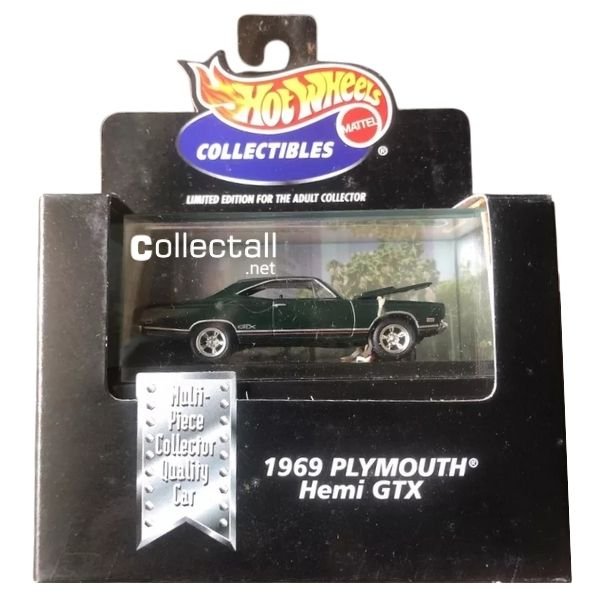 Hot Wheels
MATTEL
COLLECTIBLES
®
LIMITED EDITION FOR THE ADULT COLLECTOR
Collectall
.net
GTX
Multi-
Piece
Collector
Quality
Car
1969 PLYMOUTH®
Hemi GTX